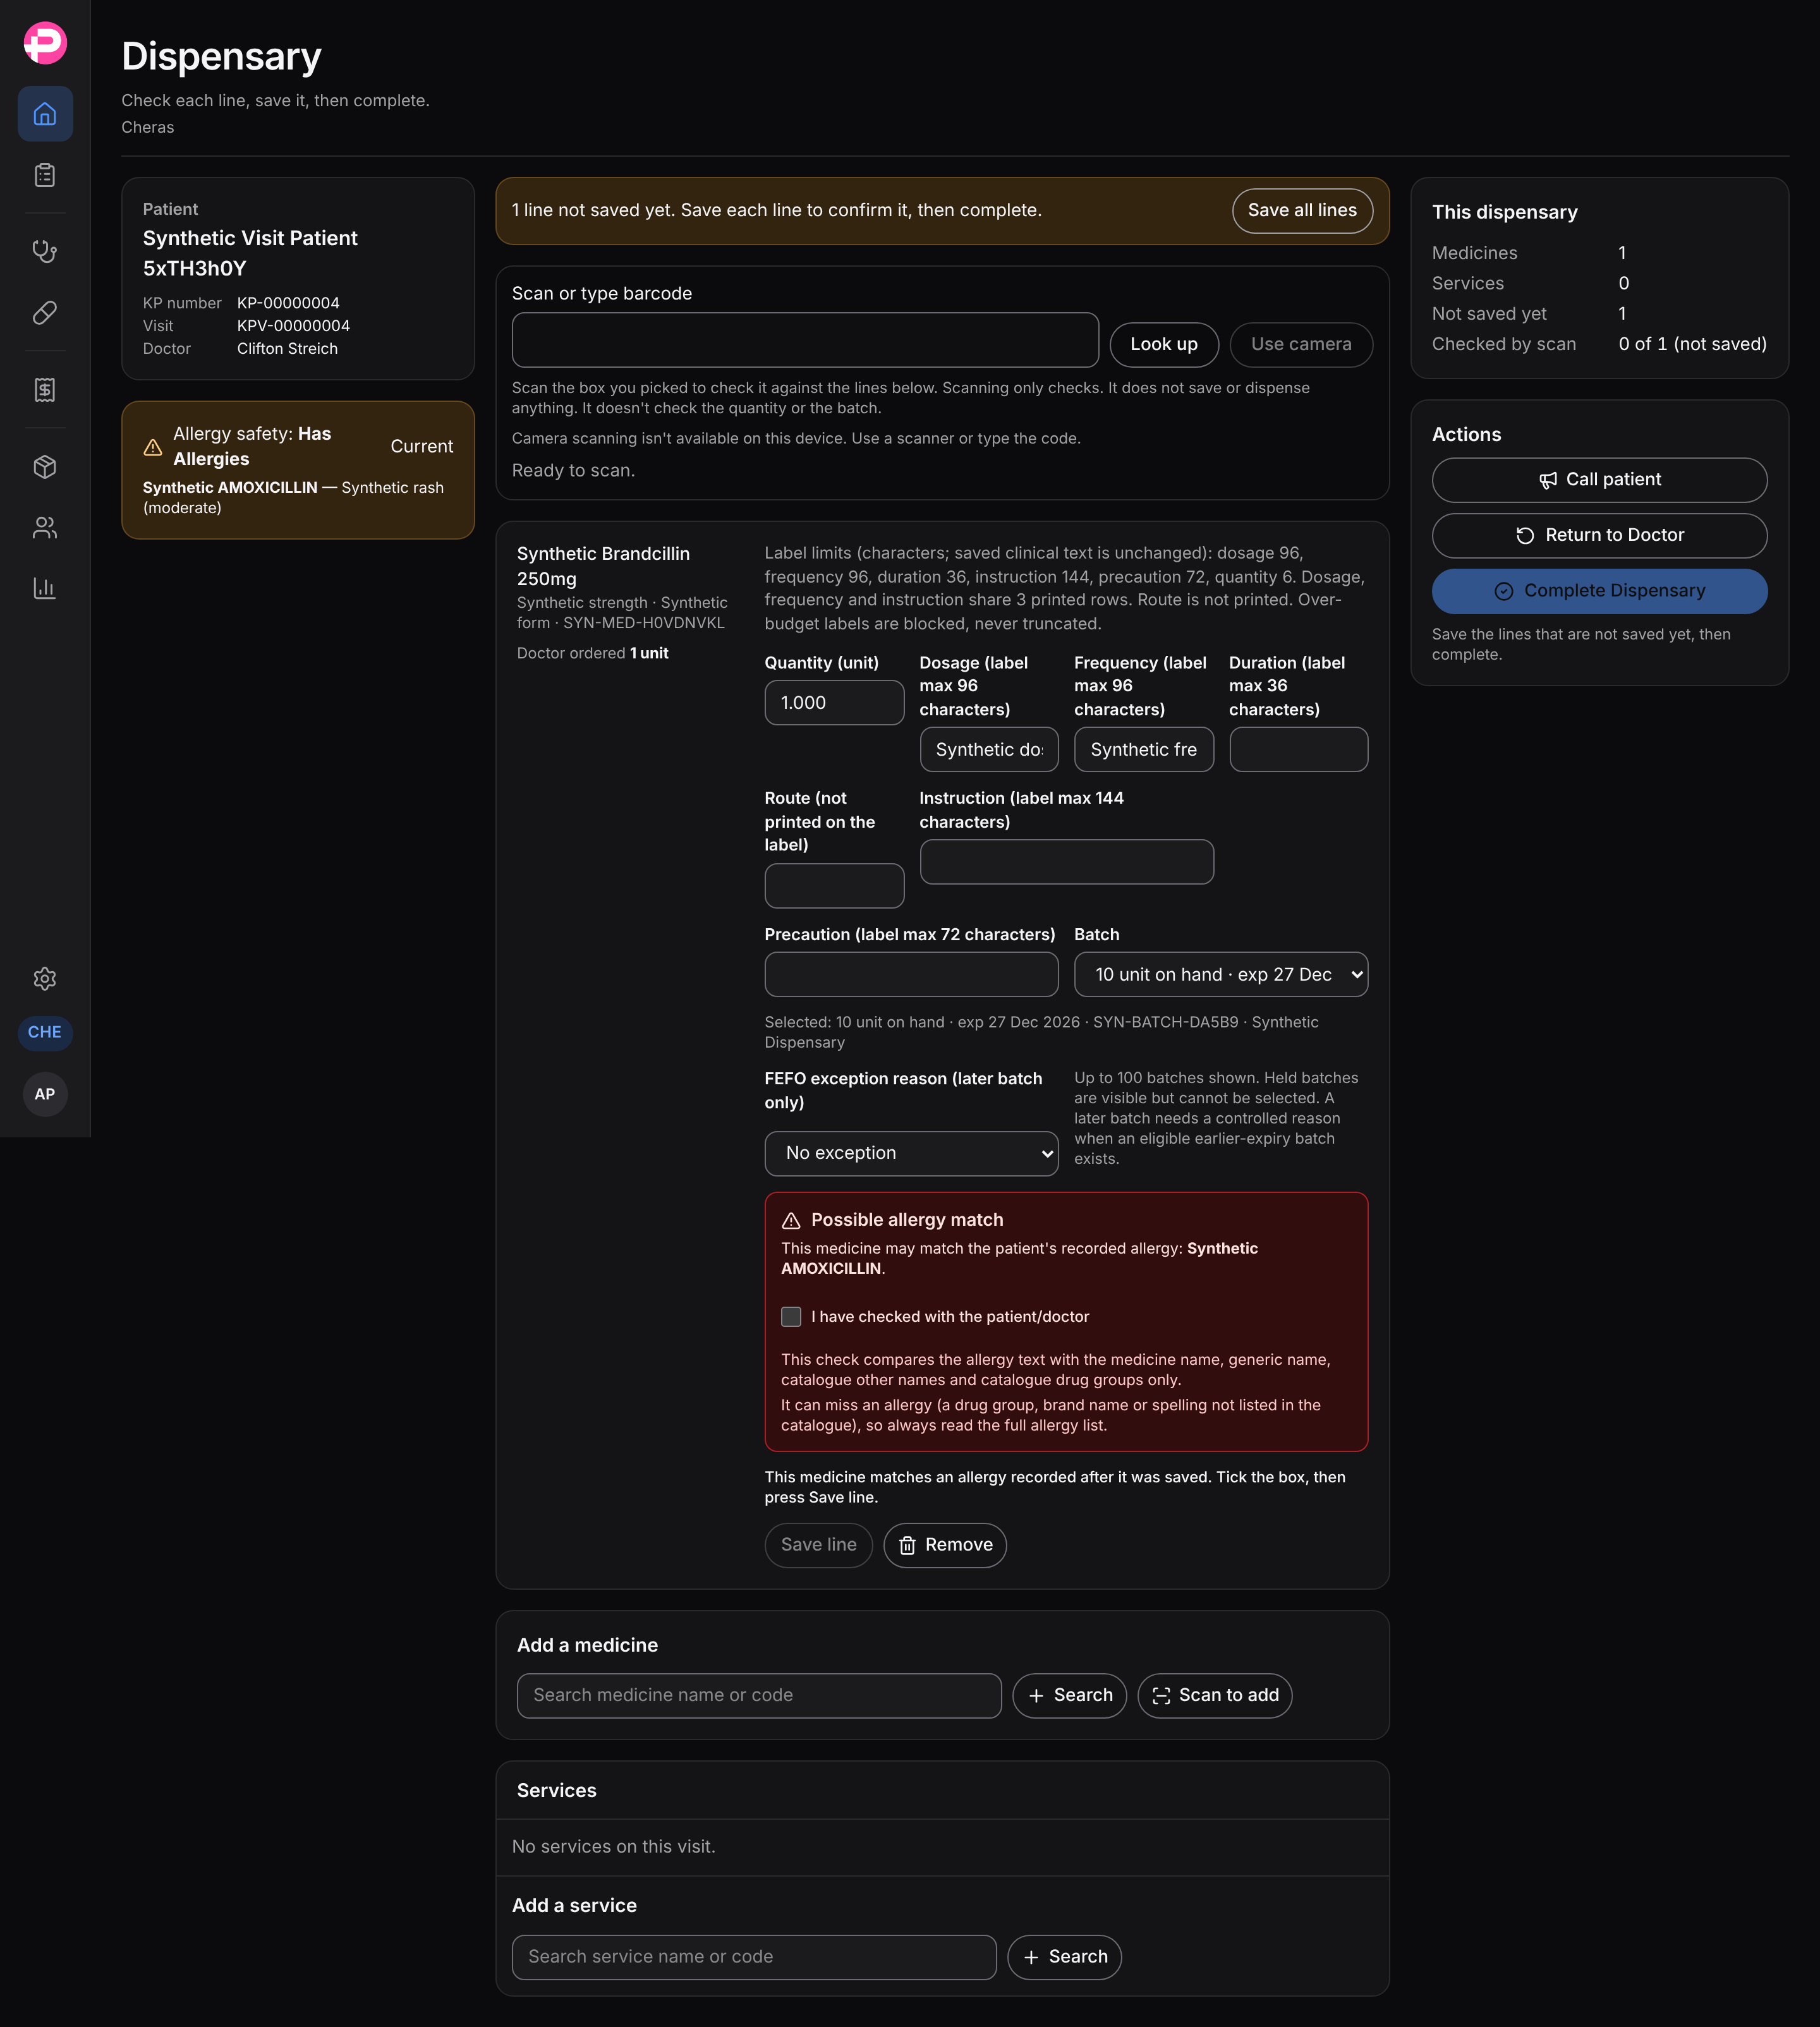 Dispensary
Check each line, save it, then complete.
Cheras
Patient
Synthetic Visit Patient
5xTH3h0Y
KP number KP-00000004
Visit KPV-00000004
Doctor Clifton Streich
Allergy safety: Has
Allergies
Current
Synthetic AMOXICILLIN — Synthetic rash
(moderate)
1 line not saved yet. Save each line to confirm it, then complete.
Save all lines
Scan or type barcode
Look up
Use camera
Scan the box you picked to check it against the lines below. Scanning only checks. It does not save or dispense
anything. It doesn't check the quantity or the batch.
Camera scanning isn't available on this device. Use a scanner or type the code.
Ready to scan.
Synthetic Brandcillin
250mg
Synthetic strength · Synthetic
form · SYN-MED-H0VDNVKL
Doctor ordered 1 unit
Label limits (characters; saved clinical text is unchanged): dosage 96,
frequency 96, duration 36, instruction 144, precaution 72, quantity 6. Dosage,
frequency and instruction share 3 printed rows. Route is not printed. Over-
budget labels are blocked, never truncated.
Quantity (unit)
1.000
Dosage (label
max 96
characters)
Synthetic do
Frequency (label
max 96
characters)
Synthetic fre
Duration (label
max 36
characters)
Route (not
printed on the
label)
Instruction (label max 144
characters)
Precaution (label max 72 characters)
Batch
10 unit on hand · exp 27 Dec
Selected: 10 unit on hand · exp 27 Dec 2026 · SYN-BATCH-DA5B9 · Synthetic
Dispensary
FEFO exception reason (later batch
only)
No exception
Up to 100 batches shown. Held batches
are visible but cannot be selected. A
later batch needs a controlled reason
when an eligible earlier-expiry batch
exists.
Possible allergy match
This medicine may match the patient's recorded allergy: Synthetic
AMOXICILLIN.
I have checked with the patient/doctor
This check compares the allergy text with the medicine name, generic name,
catalogue other names and catalogue drug groups only.
It can miss an allergy (a drug group, brand name or spelling not listed in the
catalogue), so always read the full allergy list.
This medicine matches an allergy recorded after it was saved. Tick the box, then
press Save line.
Save line
Remove
Add a medicine
Search medicine name or code
Search
Scan to add
Services
No services on this visit.
Add a service
Search service name or code
Search
This dispensary
Medicines 1
Services 0
Not saved yet 1
Checked by scan 0 of 1 (not saved)
Actions
Call patient
Return to Doctor
Complete Dispensary
Save the lines that are not saved yet, then
complete.
CHE
AP